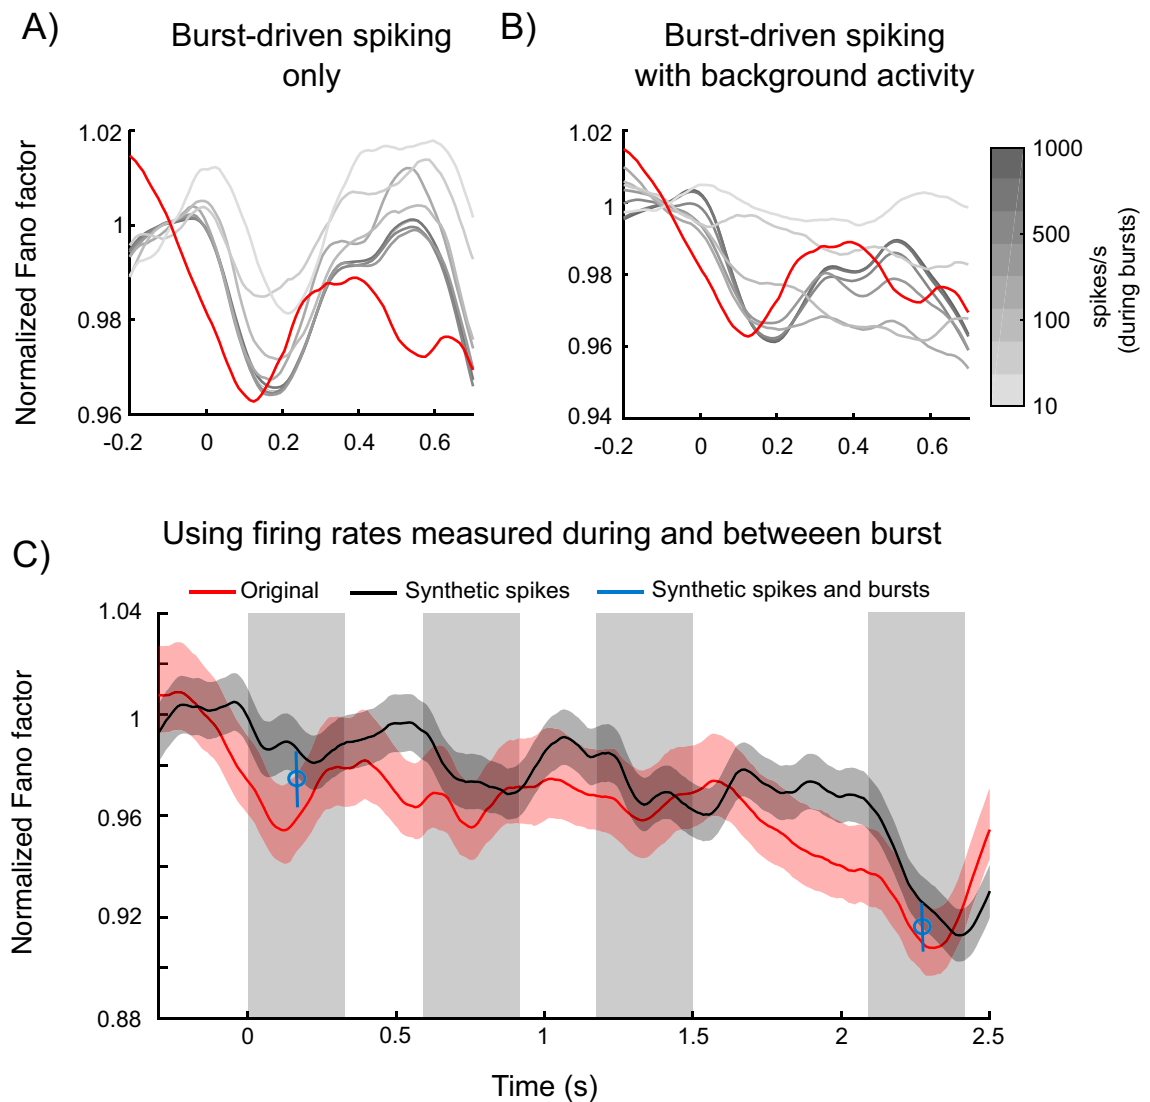 A)
Burst-driven spiking
only
B)
Burst-driven spiking
with background activity
Normalized Fano factor
1.02
1
0.98
0.96
-0.2
0
0.2
0.4
0.6
1.02
1
0.98
0.96
0.94
-0.2
0
0.2
0.4
0.6
1000
500
100
10
spikes/s
(during bursts)
C)
Using firing rates measured during and betweeen burst
Original
Synthetic spikes
Synthetic spikes and bursts
Normalized Fano factor
1.04
1
0.96
0.92
0.88
0
0.5
1
1.5
2
2.5
Time (s)